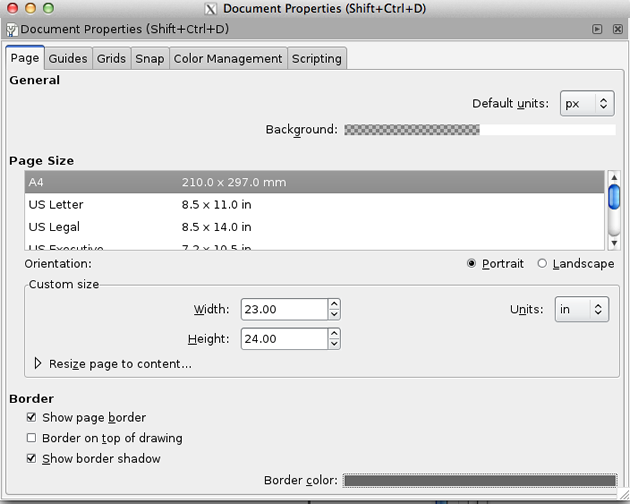 Document Properties (Shift+Ctrl+D)
Document Properties (Shift+Ctrl+D)
Page Guides Grids Snap Color Management Scripting
General
Default units: px
Background:
Page Size
A4 210.0 x 297.0 mm
US Letter 8.5 x 11.0 in
US Legal 8.5 x 14.0 in
US Executive 7.2 x 10.5 in
Orientation: Portrait Landscape
Custom size
Width: 23.00 Units: in
Height: 24.00
Resize page to content...
Border
Show page border
Border on top of drawing
Show border shadow
Border color: